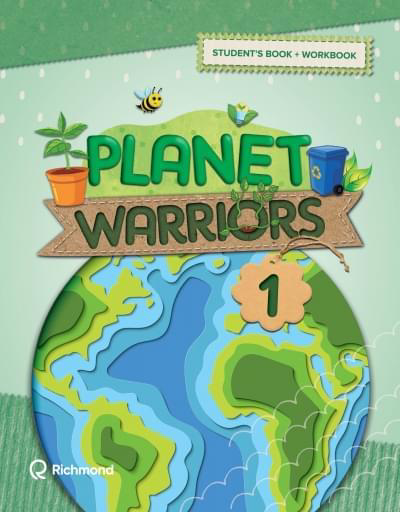 STUDENT'S BOOK + WORKBOOK
PLANET
WARRIORS
1
Richmond